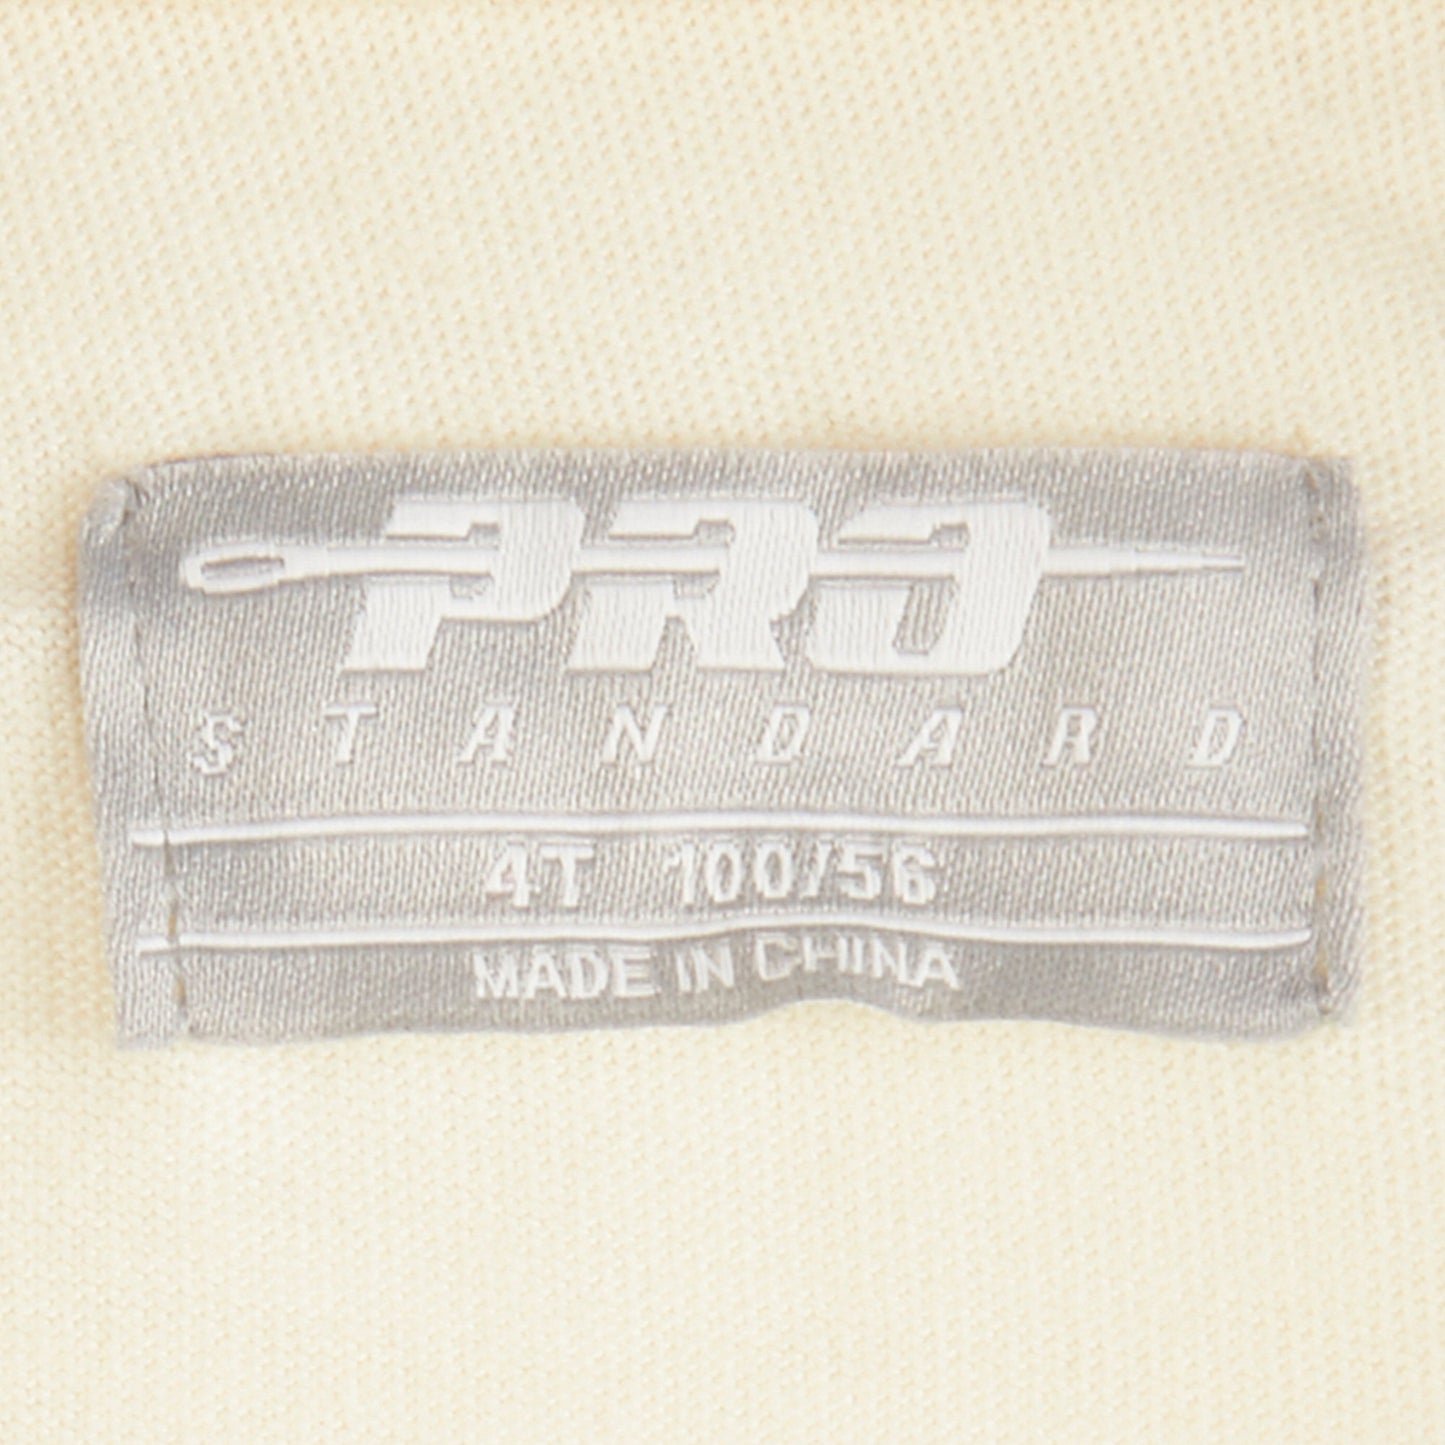 PRO
STANDARD
4T 100/56
MADE IN CHINA